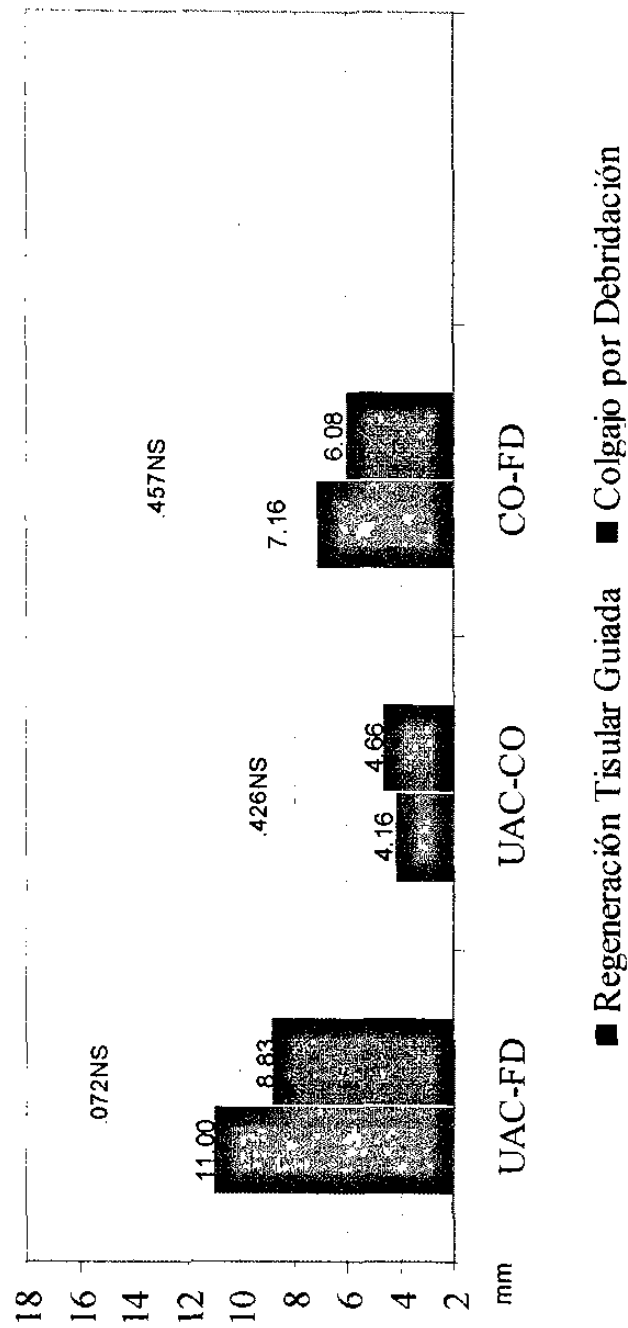 18
16
14
12
10
8
6
4
2
mm
.072NS
.426NS
.457NS
11.00
8.83
4.16
4.66
7.16
6.08
UAC-FD
UAC-CO
CO-FD
Regeneración Tisular Guiada
Colgajo por Debridación